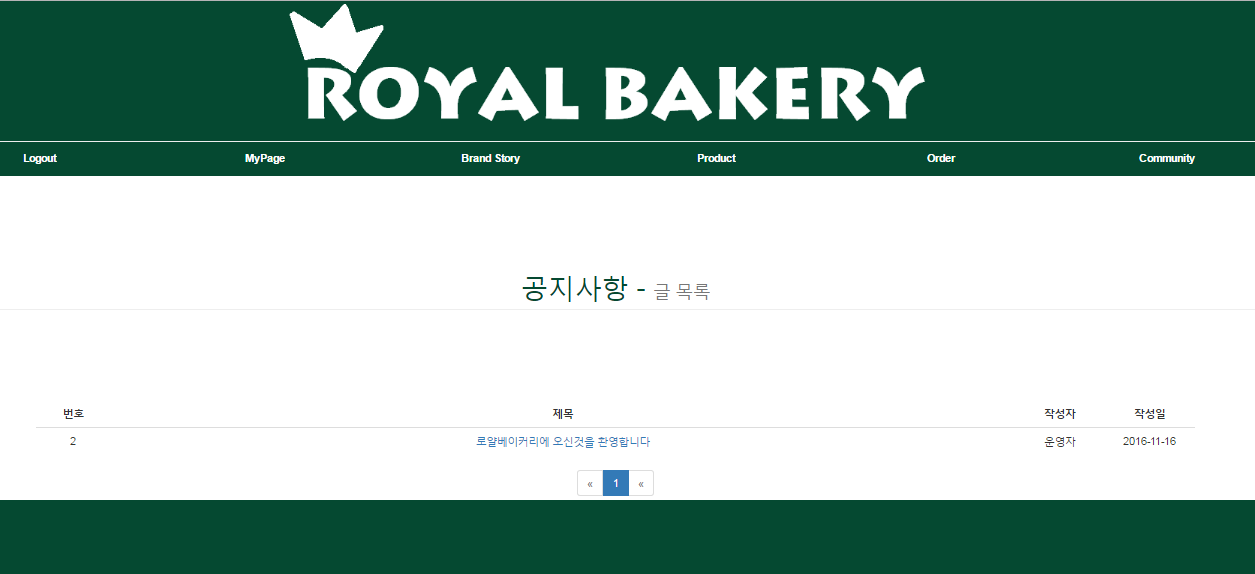 ROYAL BAKERY
Logout MyPage Brand Story Product Order Community
공지사항 - 글 목록
번호 제목 작성자 작성일
2 로얄베이커리에 오신것을 환영합니다 운영자 2016-11-16
« 1 «